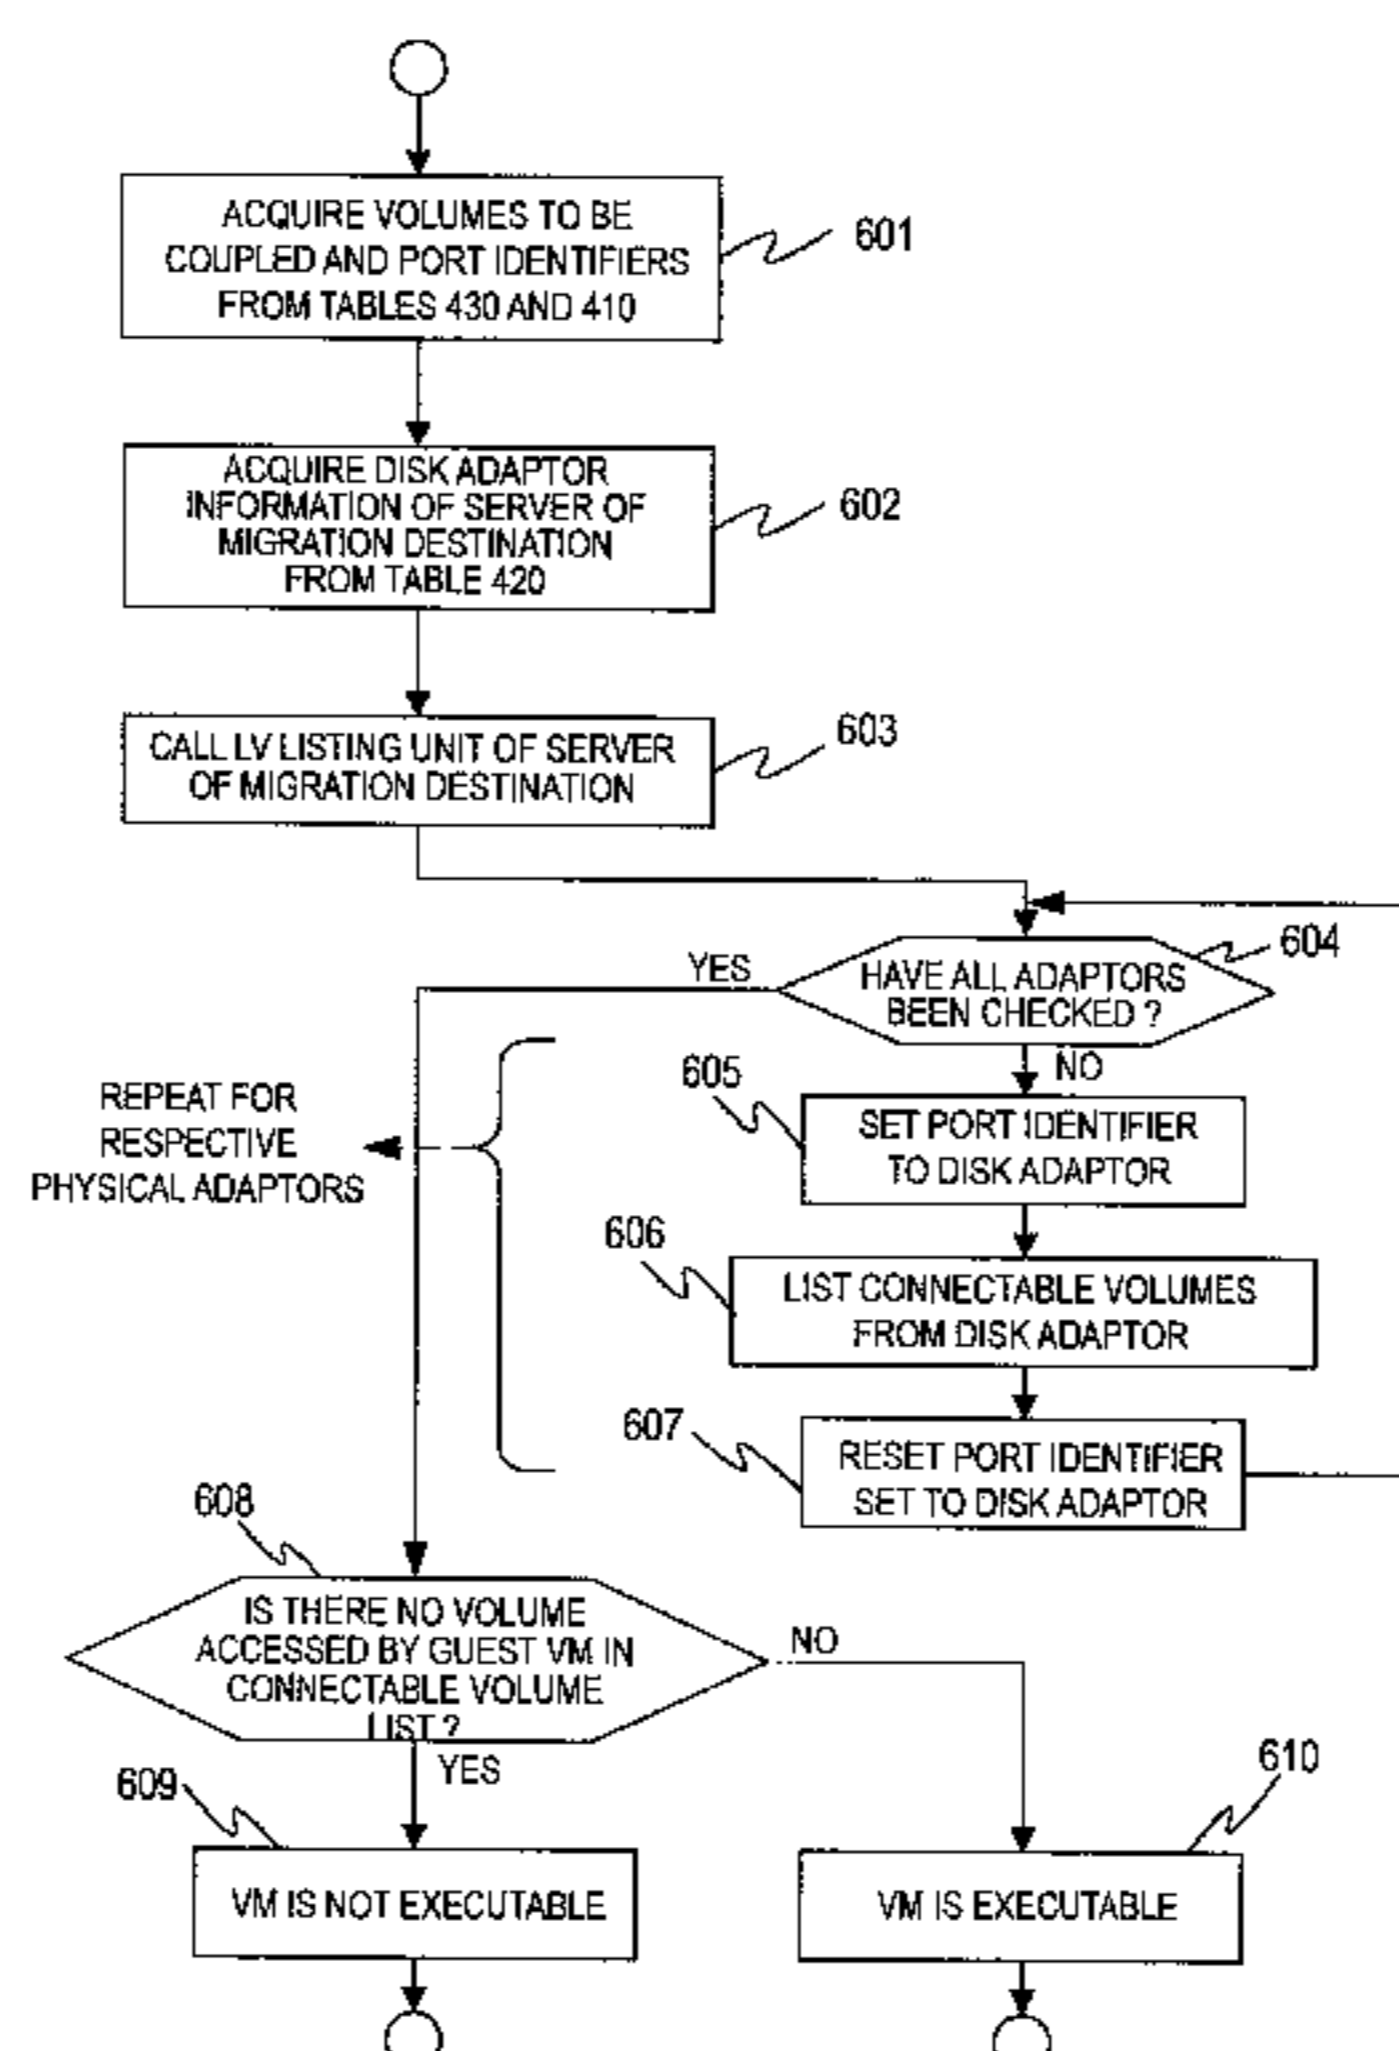 ACQUIRE VOLUMES TO BE
COUPLED AND PORT IDENTIFIERS
FROM TABLES 430 AND 410
601
ACQUIRE DISK ADAPTOR
INFORMATION OF SERVER OF
MIGRATION DESTINATION
FROM TABLE 420
602
CALL LV LISTING UNIT OF SERVER
OF MIGRATION DESTINATION
603
604
YES
HAVE ALL ADAPTORS
BEEN CHECKED ?
NO
605
REPEAT FOR
RESPECTIVE
PHYSICAL ADAPTORS
SET PORT IDENTIFIER
TO DISK ADAPTOR
606
LIST CONNECTABLE VOLUMES
FROM DISK ADAPTOR
607
RESET PORT IDENTIFIER
SET TO DISK ADAPTOR
608
IS THERE NO VOLUME
ACCESSED BY GUEST VM IN
CONNECTABLE VOLUME
LIST ?
NO
YES
609
610
VM IS NOT EXECUTABLE
VM IS EXECUTABLE